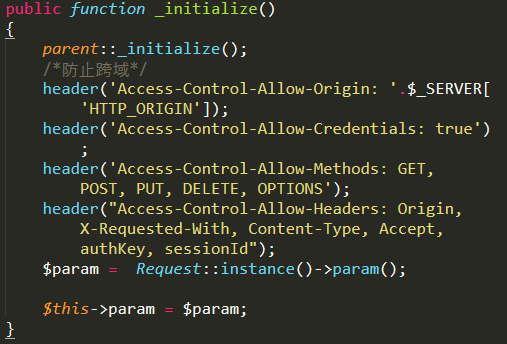 public function _initialize()
{
parent::_initialize();
/*防止跨域*/
header('Access-Control-Allow-Origin: '.$_SERVER[
'HTTP_ORIGIN']);
header('Access-Control-Allow-Credentials: true')
;
header('Access-Control-Allow-Methods: GET,
POST, PUT, DELETE, OPTIONS');
header("Access-Control-Allow-Headers: Origin,
X-Requested-With, Content-Type, Accept,
authKey, sessionId");
$param =  Request::instance()->param();
$this->param = $param;
}